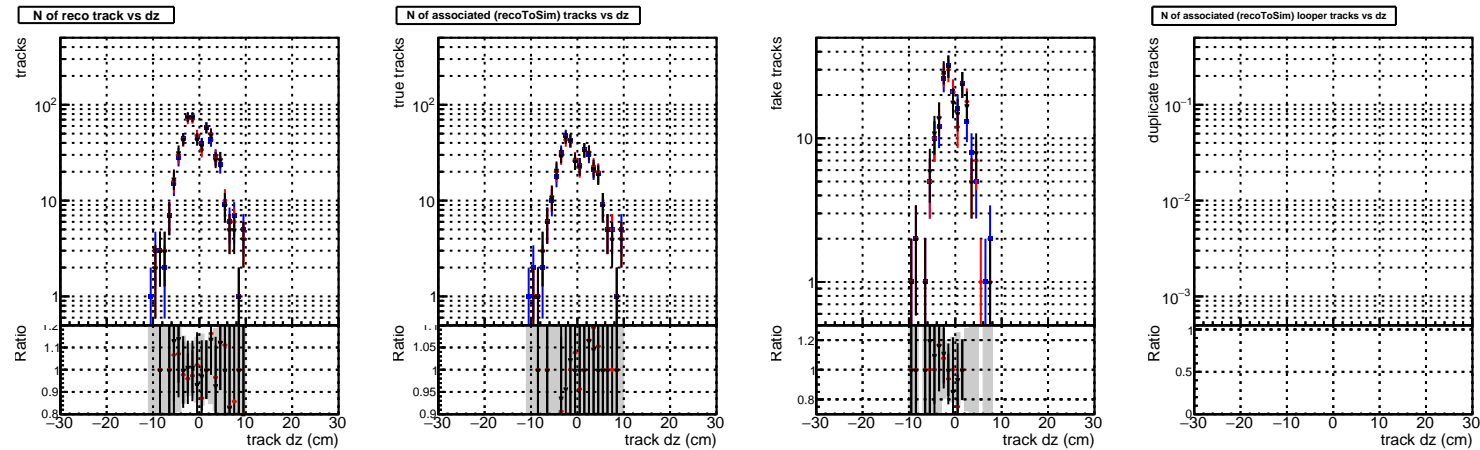 N of reco track vs dz
tracks
10²
10
1
Ratio
1.2
1.1
1
0.9
0.8
−30 −20 −10 0 10 20 30
track dz (cm)
N of associated (recoToSim) tracks vs dz
true tracks
10²
10
1
Ratio
1.05
1
0.95
0.9
−30 −20 −10 0 10 20 30
track dz (cm)
fake tracks
10
1
Ratio
1.2
1
0.8
−30 −20 −10 0 10 20 30
track dz (cm)
N of associated (recoToSim) looper tracks vs dz
duplicate tracks
10⁻¹
10⁻²
10⁻³
Ratio
1
0.5
0
−30 −20 −10 0 10 20 30
track dz (cm)